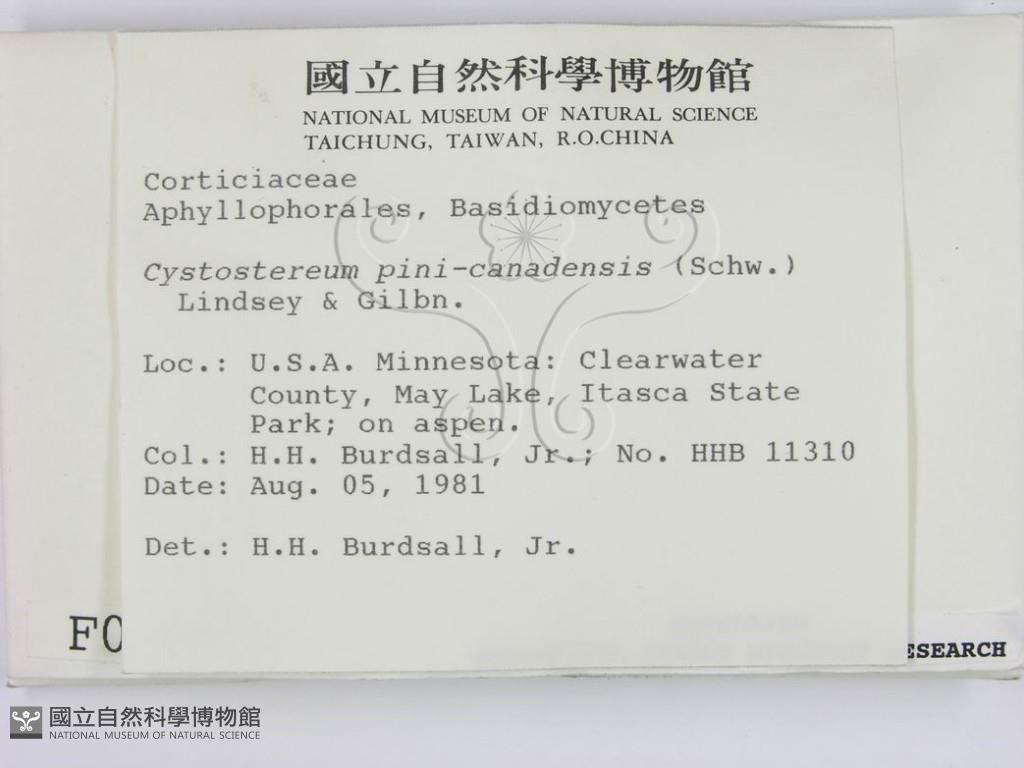 國立自然科學博物館
NATIONAL MUSEUM OF NATURAL SCIENCE
TAICHUNG, TAIWAN, R.O.CHINA
Corticiaceae
Aphyllophorales, Basidiomycetes
Cystostereum pini-canadensis (Schw.)
Lindsey & Gilbn.
Loc.: U.S.A. Minnesota: Clearwater
County, May Lake, Itasca State
Park; on aspen.
Col.: H.H. Burdsall, Jr.; No. HHB 11310
Date: Aug. 05, 1981
Det.: H.H. Burdsall, Jr.
F0
ESEARCH
國立自然科學博物館
NATIONAL MUSEUM OF NATURAL SCIENCE